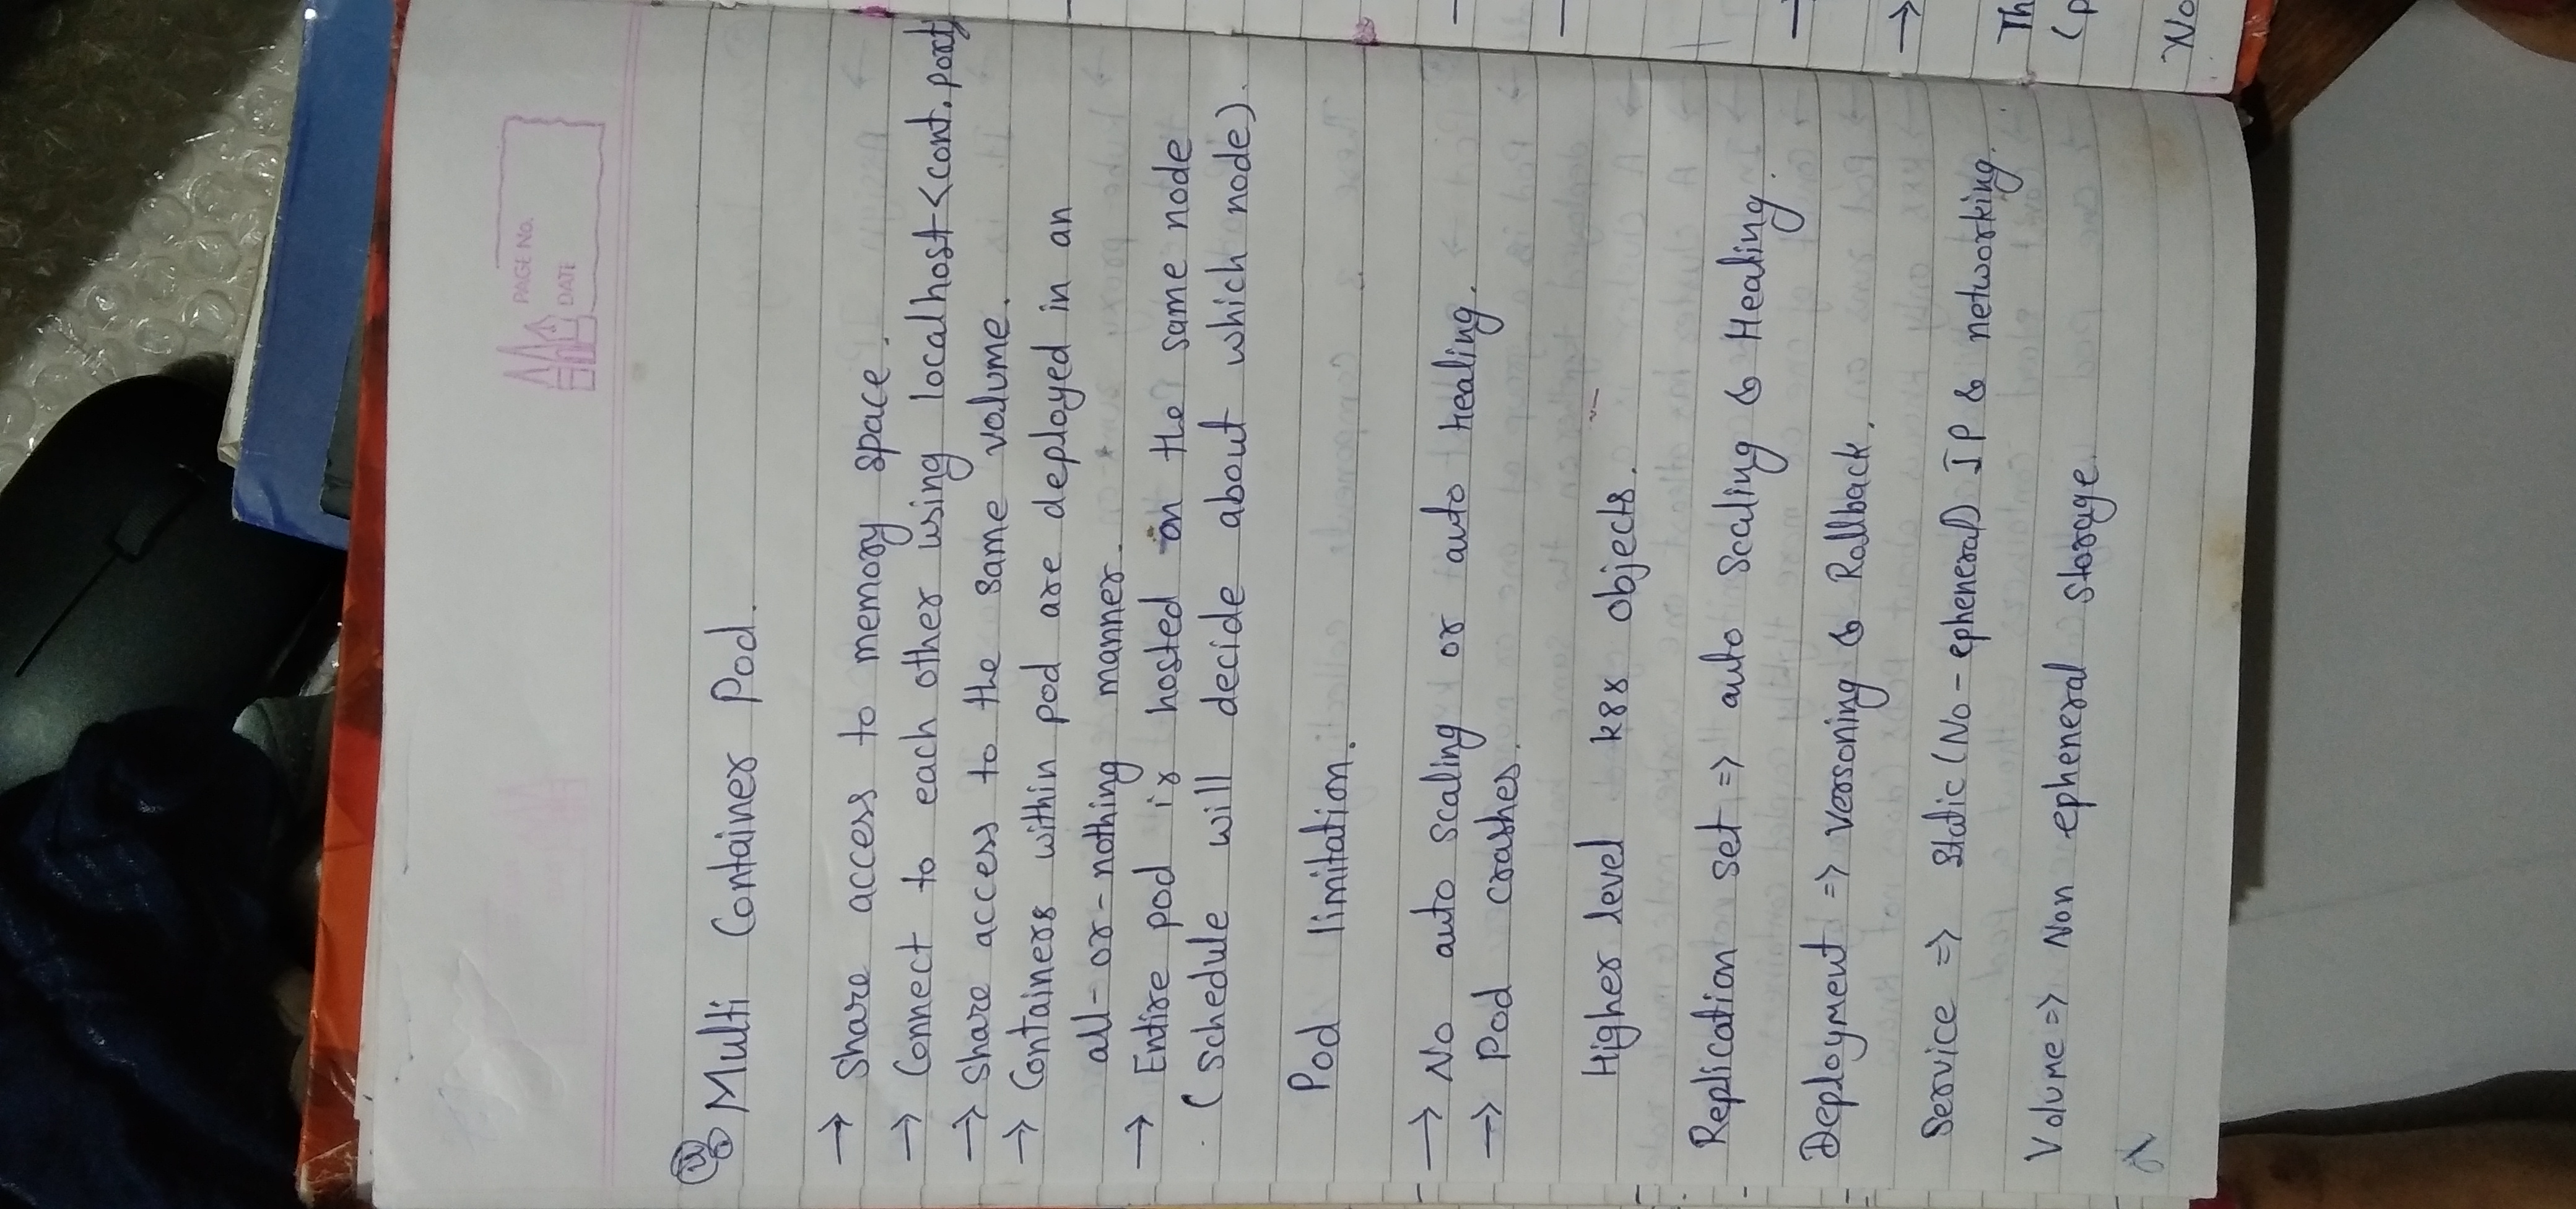 PAGE No.
DATE
Multi Container Pod.
→ Share access to memory space.
→ Connect to each other using localhost <cont. port>
→ Share access to the same volume.
→ Containers within pod are deployed in an
all-or-nothing manner.
→ Entire pod is hosted on the same node
(schedule will decide about which node).
Pod limitation.
→ No auto scaling or auto healing.
→ Pod crashes.
Higher level k8s objects.
Replication set => auto Scaling & Healing.
Deployment => Versoning & Rollback.
Service => Static (No-epheneral) IP & networking.
Volume => Non epheneral storage.
Th
(p
No